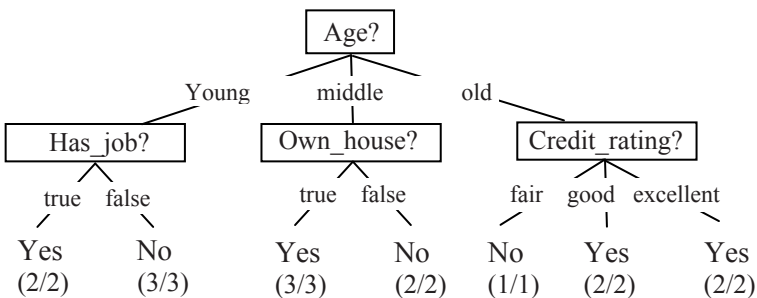 Age?
Young middle old
Has_job? Own_house? Credit_rating?
true false true false fair good excellent
Yes No Yes No No Yes Yes
(2/2) (3/3) (3/3) (2/2) (1/1) (2/2) (2/2)